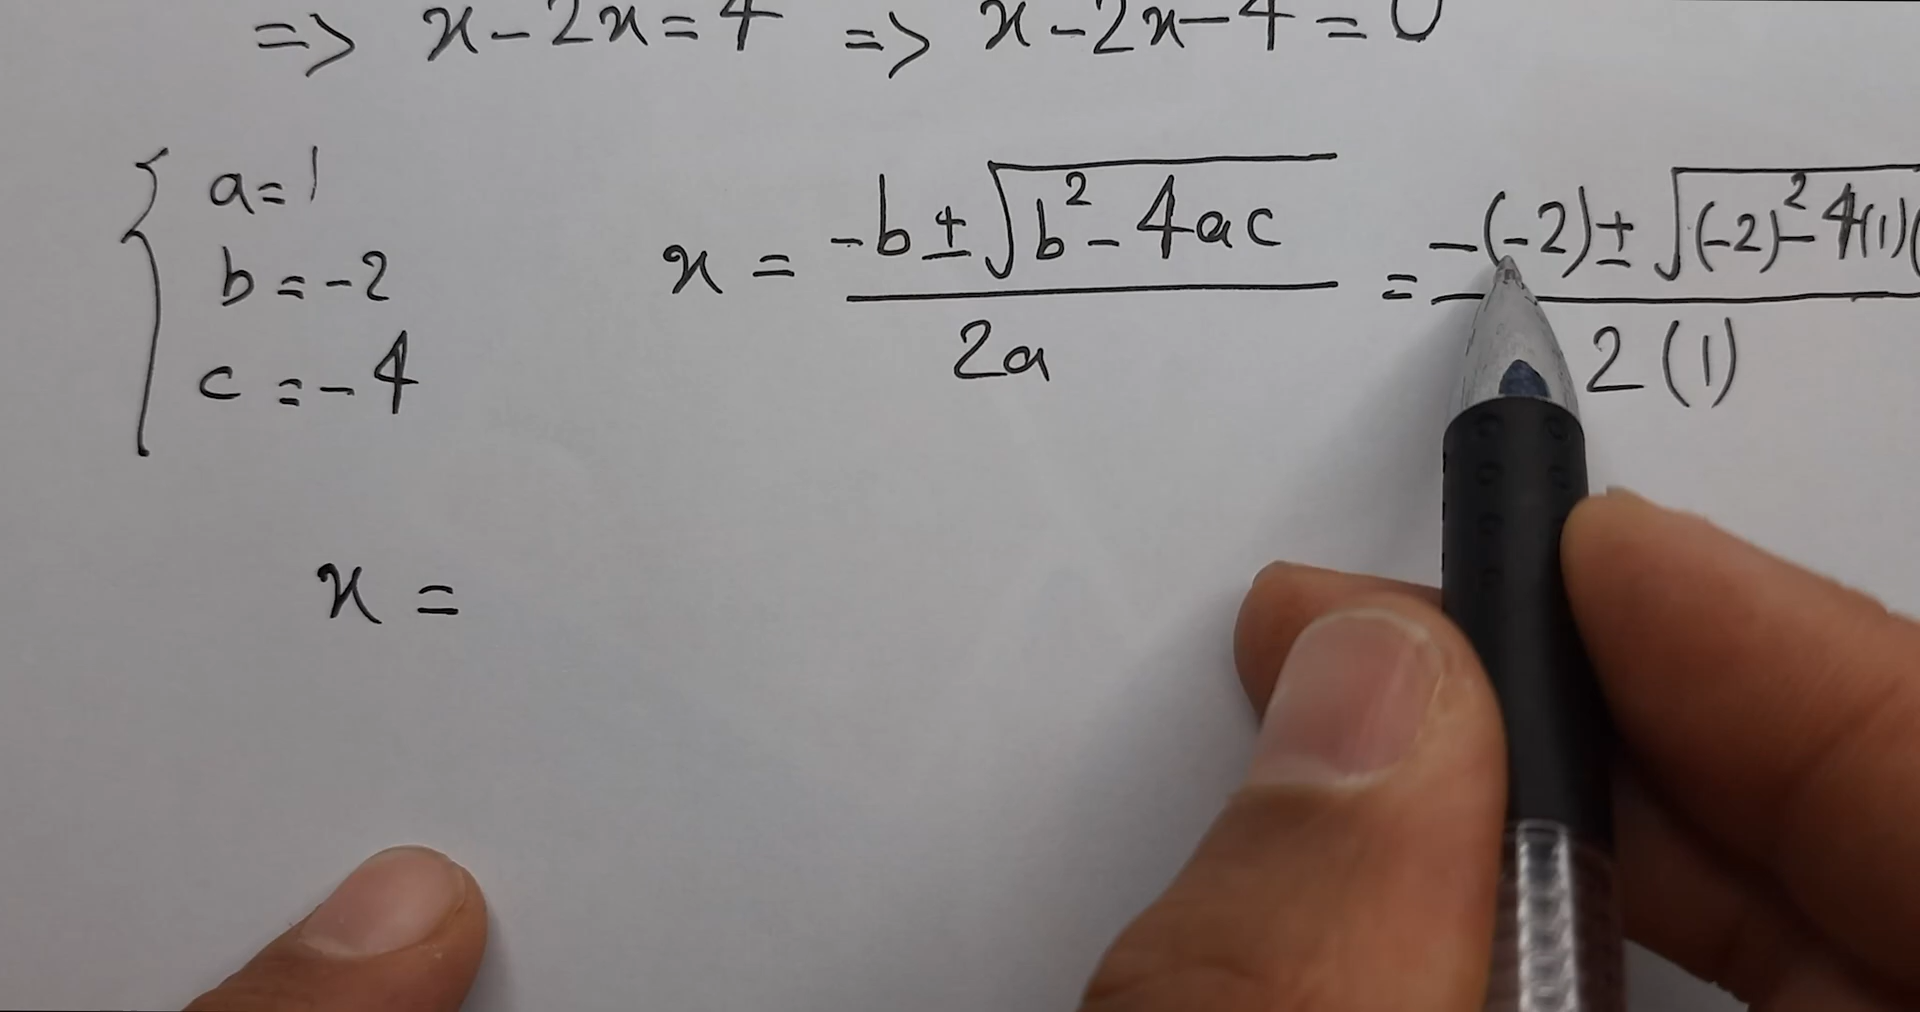 => x - 2x = 4 => x - 2x - 4 = 0
a = 1
b = -2
c = -4
x = (-b ± √(b² - 4ac)) / 2a = (-(-2) ± √((-2)² - 4(1)( / 2(1)
x =